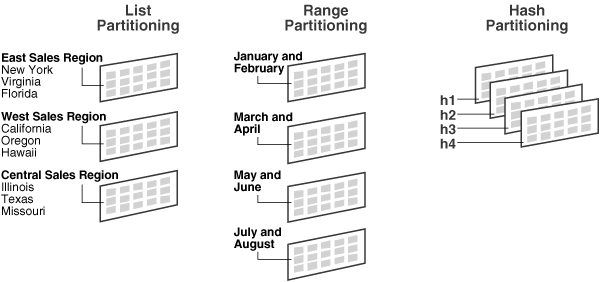 List
Partitioning
East Sales Region
New York
Virginia
Florida
West Sales Region
California
Oregon
Hawaii
Central Sales Region
Illinois
Texas
Missouri
Range
Partitioning
January and
February
March and
April
May and
June
July and
August
Hash
Partitioning
h1
h2
h3
h4